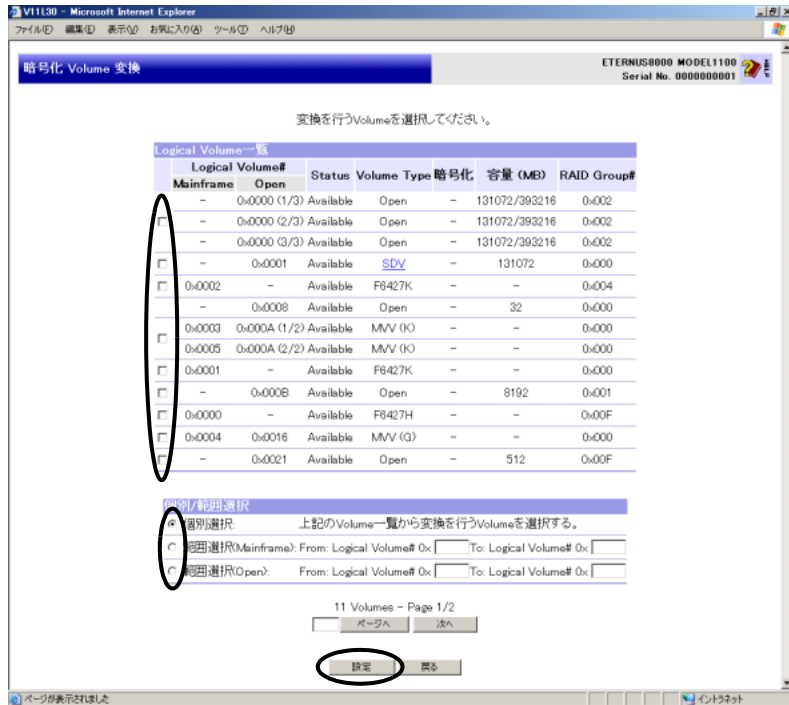 V11L30 - Microsoft Internet Explorer
ファイル(F) 編集(E) 表示(V) お気に入り(A) ツール(T) ヘルプ(H)
暗号化 Volume 変換
ETERNUS8000 MODEL1100
Serial No. 0000000001
HELP
変換を行うVolumeを選択してください。
Logical Volume一覧
Logical Volume# Status Volume Type 暗号化 容量 (MB) RAID Group#
Mainframe Open
- 0x0000 (1/3) Available Open - 131072/393216 0x002
- 0x0000 (2/3) Available Open - 131072/393216 0x002
- 0x0000 (3/3) Available Open - 131072/393216 0x002
- 0x0001 Available SDV - 131072 0x000
0x0002 - Available F6427K - - 0x004
- 0x0008 Available Open - 32 0x000
0x0003 0x000A (1/2) Available MVV (K) - - 0x000
0x0005 0x000A (2/2) Available MVV (K) - - 0x000
0x0001 - Available F6427K - - 0x000
- 0x000B Available Open - 8192 0x001
0x0000 - Available F6427H - - 0x00F
0x0004 0x0016 Available MVV (G) - - 0x000
- 0x0021 Available Open - 512 0x00F
個別/範囲選択
個別選択: 上記のVolume一覧から変換を行うVolumeを選択する。
範囲選択(Mainframe): From: Logical Volume# 0x To: Logical Volume# 0x
範囲選択(Open): From: Logical Volume# 0x To: Logical Volume# 0x
11 Volumes - Page 1/2
ページへ 次へ
設定 戻る
ページが表示されました イントラネット